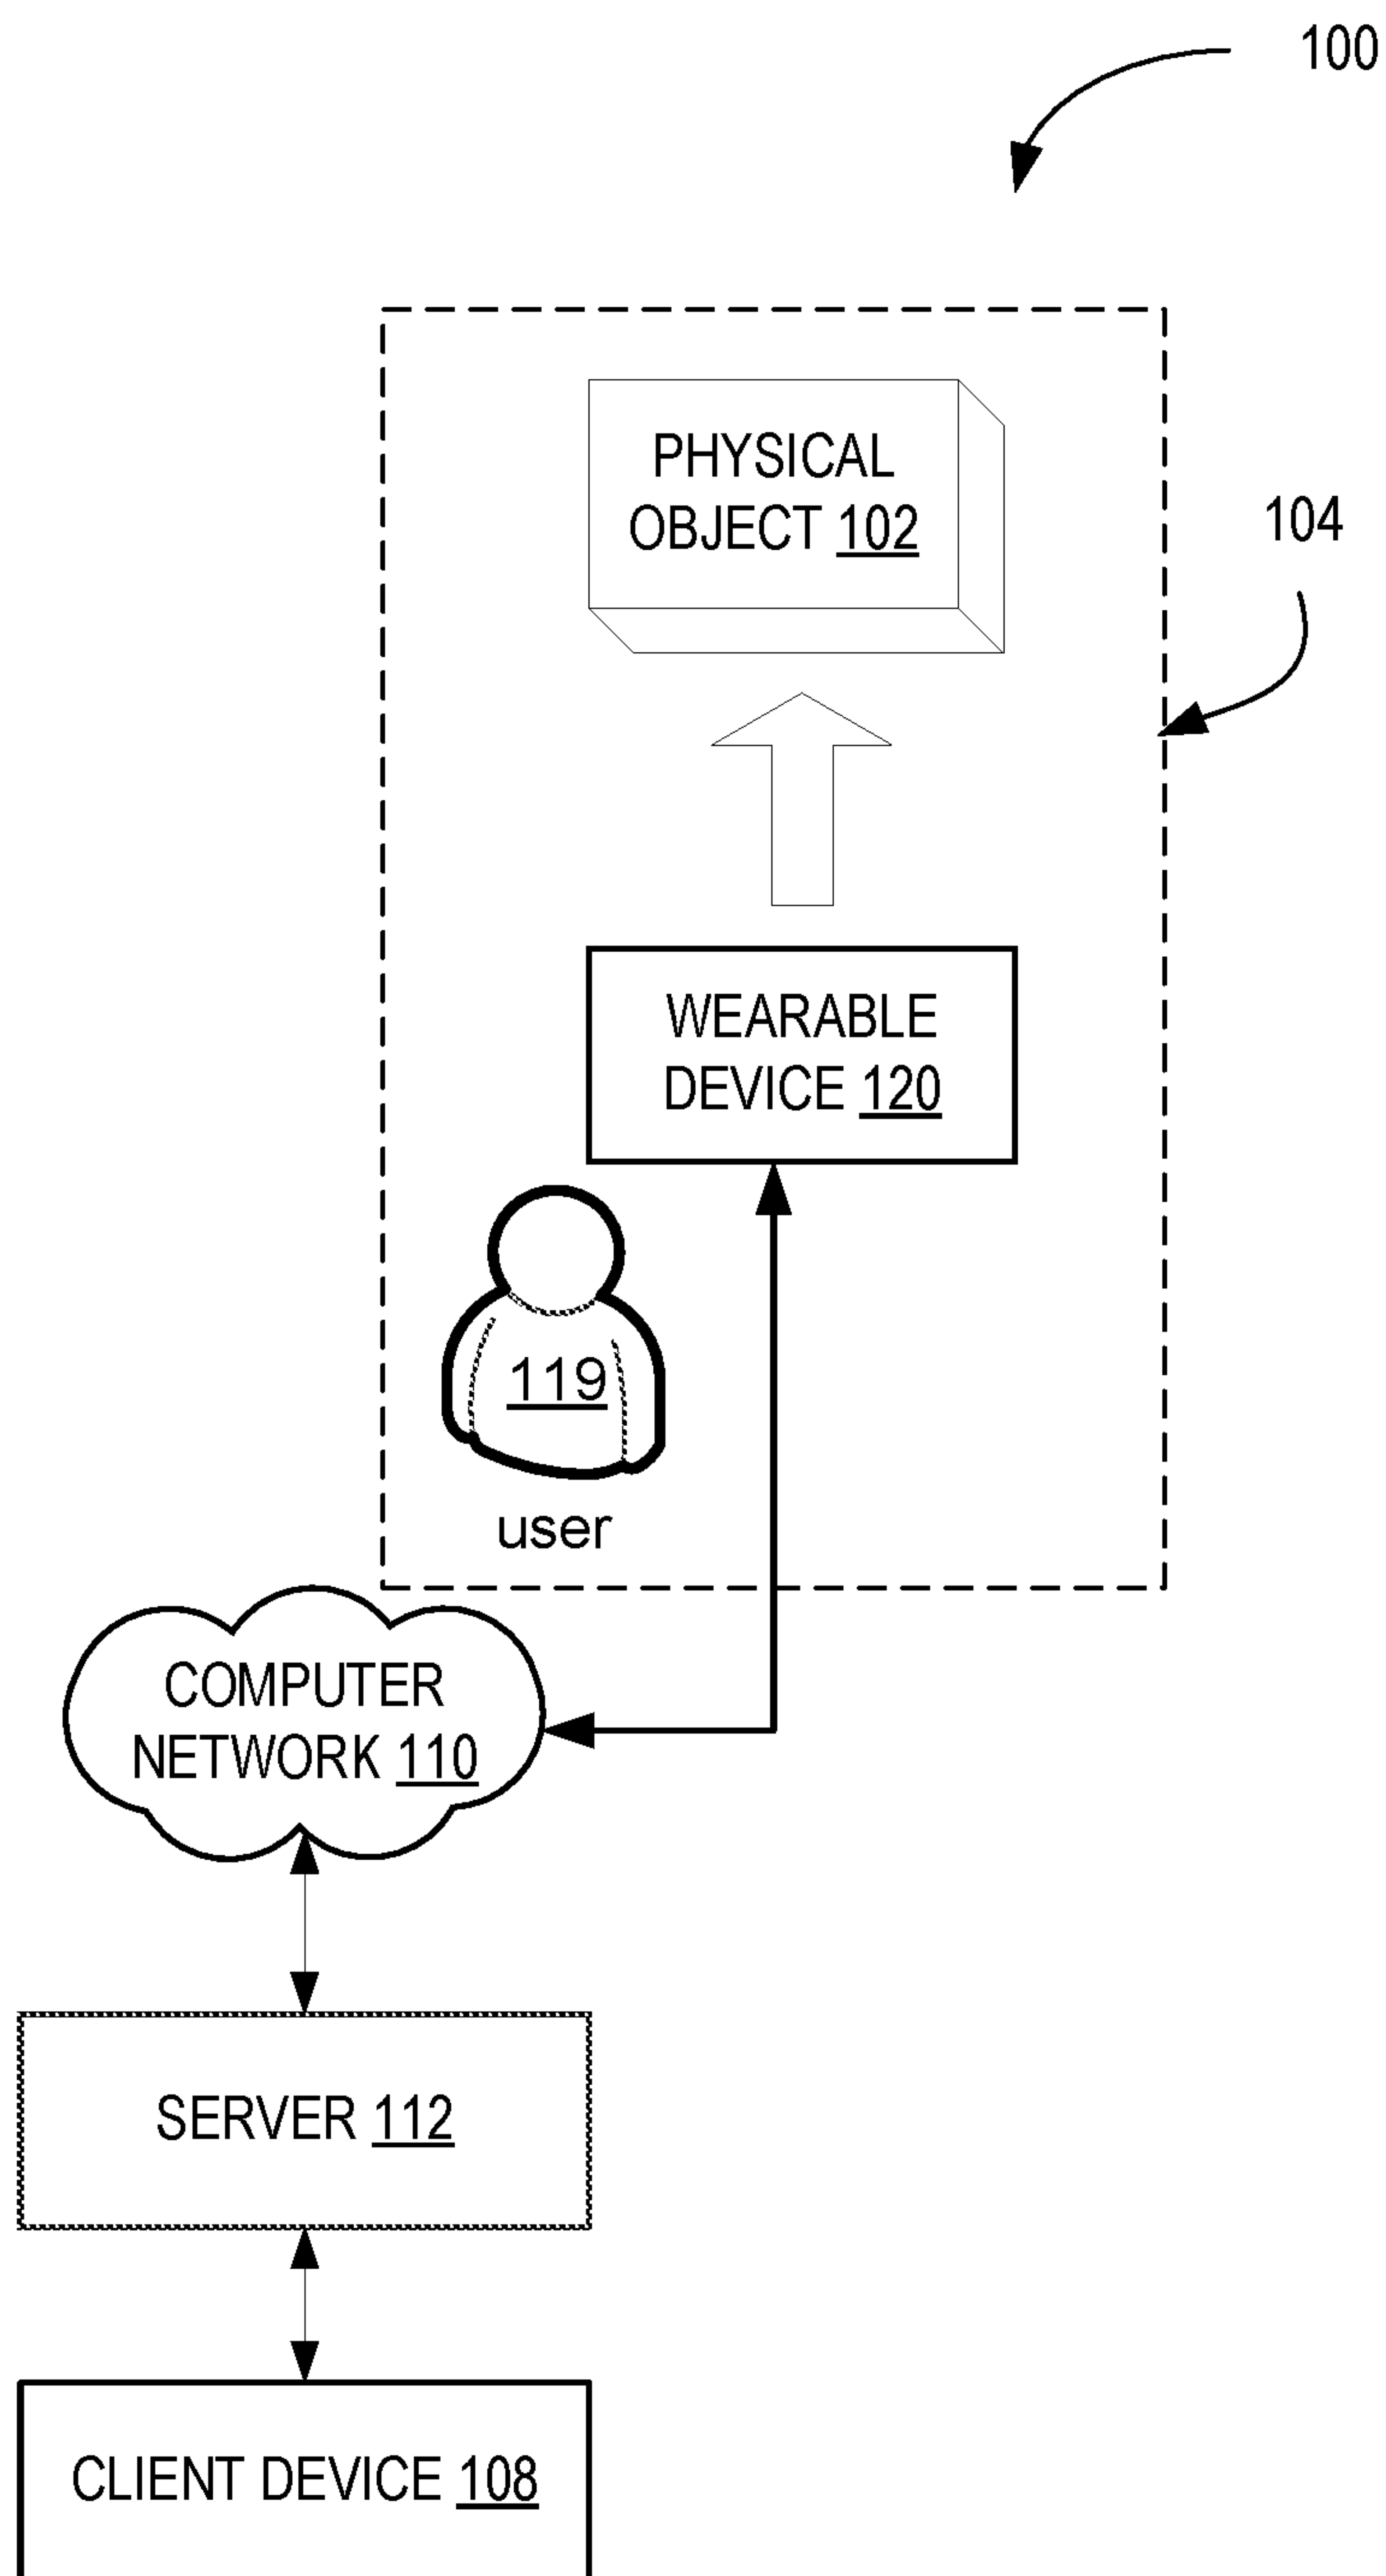 100
PHYSICAL
OBJECT 102
104
WEARABLE
DEVICE 120
119
user
COMPUTER
NETWORK 110
SERVER 112
CLIENT DEVICE 108